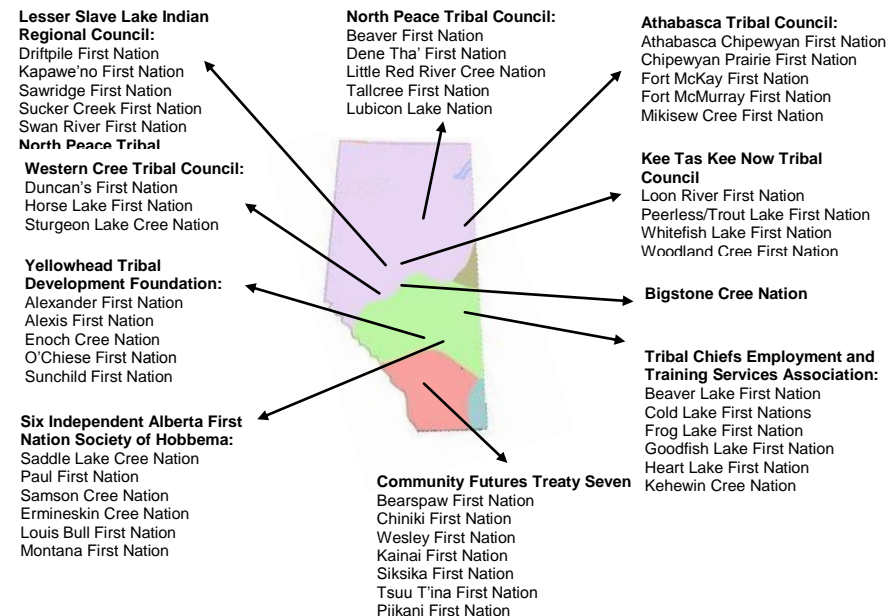 Lesser Slave Lake Indian
Regional Council:
Driftpile First Nation
Kapawe'no First Nation
Sawridge First Nation
Sucker Creek First Nation
Swan River First Nation
North Peace Tribal
North Peace Tribal Council:
Beaver First Nation
Dene Tha' First Nation
Little Red River Cree Nation
Tallcree First Nation
Lubicon Lake Nation
Athabasca Tribal Council:
Athabasca Chipewyan First Nation
Chipewyan Prairie First Nation
Fort McKay First Nation
Fort McMurray First Nation
Mikisew Cree First Nation
Western Cree Tribal Council:
Duncan's First Nation
Horse Lake First Nation
Sturgeon Lake Cree Nation
Kee Tas Kee Now Tribal
Council
Loon River First Nation
Peerless/Trout Lake First Nation
Whitefish Lake First Nation
Woodland Cree First Nation
Yellowhead Tribal
Development Foundation:
Alexander First Nation
Alexis First Nation
Enoch Cree Nation
O'Chiese First Nation
Sunchild First Nation
Bigstone Cree Nation
Tribal Chiefs Employment and
Training Services Association:
Beaver Lake First Nation
Cold Lake First Nations
Frog Lake First Nation
Goodfish Lake First Nation
Heart Lake First Nation
Kehewin Cree Nation
Six Independent Alberta First
Nation Society of Hobbema:
Saddle Lake Cree Nation
Paul First Nation
Samson Cree Nation
Ermineskin Cree Nation
Louis Bull First Nation
Montana First Nation
Community Futures Treaty Seven
Bearspaw First Nation
Chiniki First Nation
Wesley First Nation
Kainai First Nation
Siksika First Nation
Tsuu T'ina First Nation
Piikani First Nation